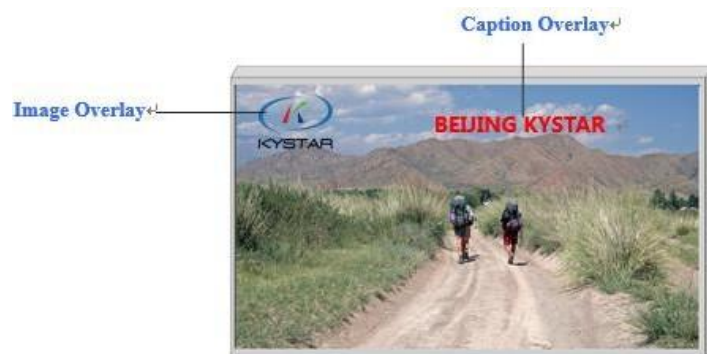 Caption Overlay↵
Image Overlay↵
BEIJING KYSTAR
KYSTAR